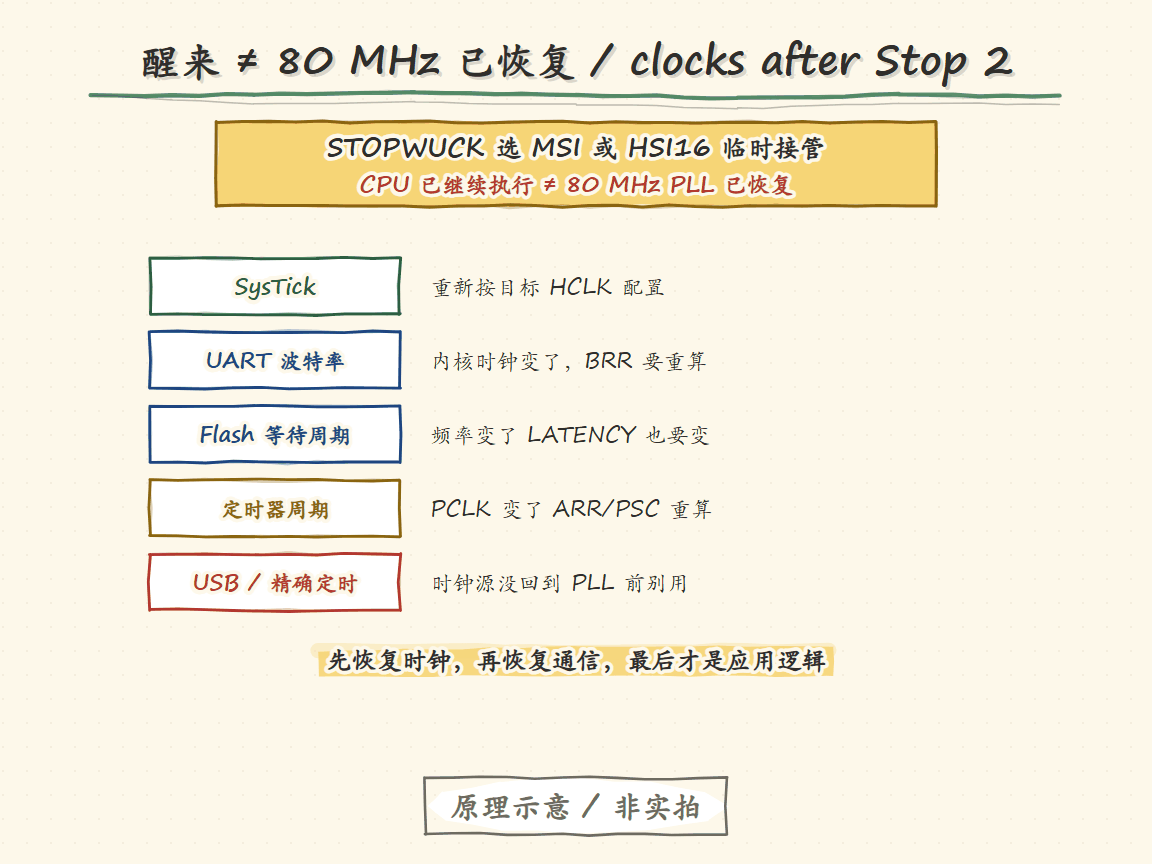 醒来 ≠ 80 MHz 已恢复 / clocks after Stop 2
STOPWUCK 选 MSI 或 HSI16 临时接管
CPU 已继续执行 ≠ 80 MHz PLL 已恢复
SysTick
重新按目标 HCLK 配置
UART 波特率
内核时钟变了，BRR 要重算
Flash 等待周期
频率变了 LATENCY 也要变
定时器周期
PCLK 变了 ARR/PSC 重算
USB / 精确定时
时钟源没回到 PLL 前别用
先恢复时钟，再恢复通信，最后才是应用逻辑
原理示意 / 非实拍